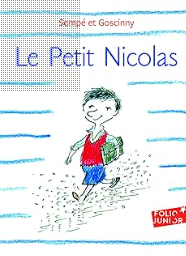 Sempé et Goscinny
Le Petit Nicolas
FOLIO
JUNIOR